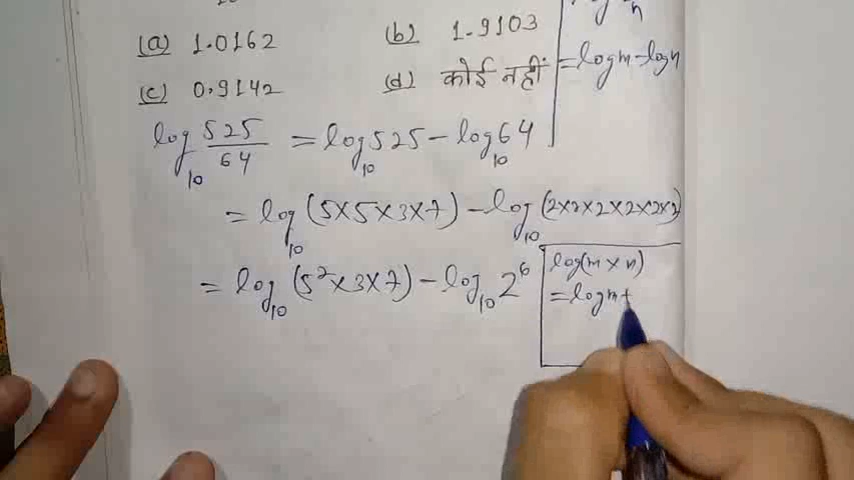 (a) 1.0162 (b) 1.9103
(c) 0.9142 (d) कोई नहीं
= log m - log n
log₁₀ 525/64 = log₁₀ 525 - log₁₀ 64
= log₁₀ (5×5×3×7) - log₁₀ (2×2×2×2×2×2)
= log₁₀ (5²×3×7) - log₁₀ 2⁶
log(m × n)
= log m +